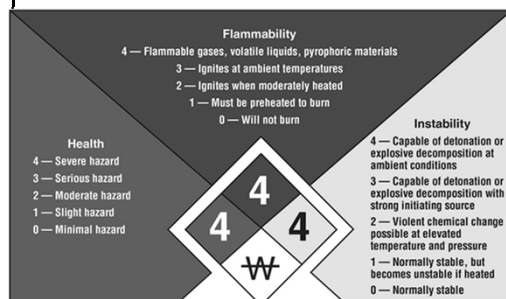 Flammability
4 — Flammable gases, volatile liquids, pyrophoric materials
3 — Ignites at ambient temperatures
2 — Ignites when moderately heated
1 — Must be preheated to burn
0 — Will not burn
Health
4 — Severe hazard
3 — Serious hazard
2 — Moderate hazard
1 — Slight hazard
0 — Minimal hazard
Instability
4 — Capable of detonation or
explosive decomposition at
ambient conditions
3 — Capable of detonation or
explosive decomposition with
strong initiating source
2 — Violent chemical change
possible at elevated
temperature and pressure
1 — Normally stable, but
becomes unstable if heated
0 — Normally stable
4
4 4
W